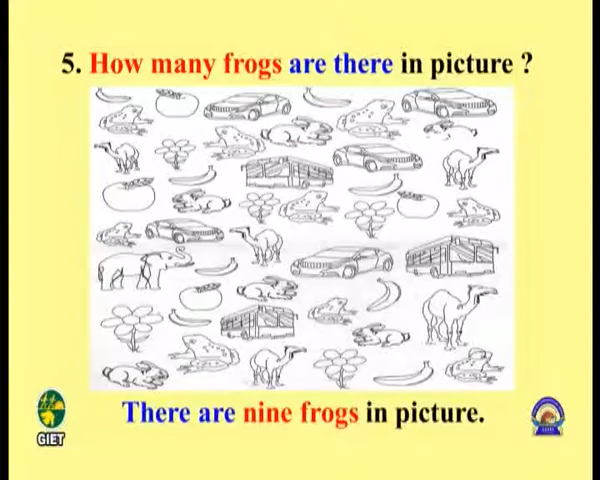 5. How many frogs are there in picture ?
There are nine frogs in picture.
GIET